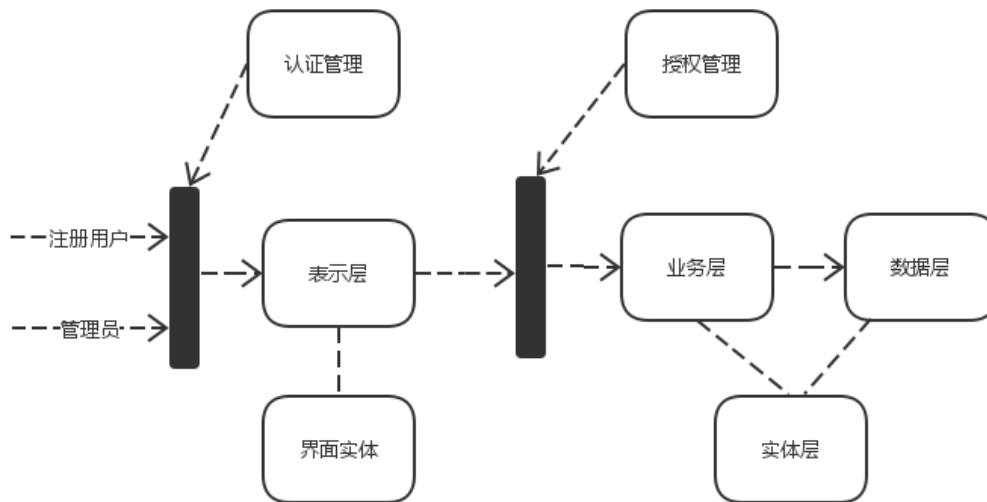 认证管理
授权管理
注册用户
管理员
表示层
业务层
数据层
界面实体
实体层